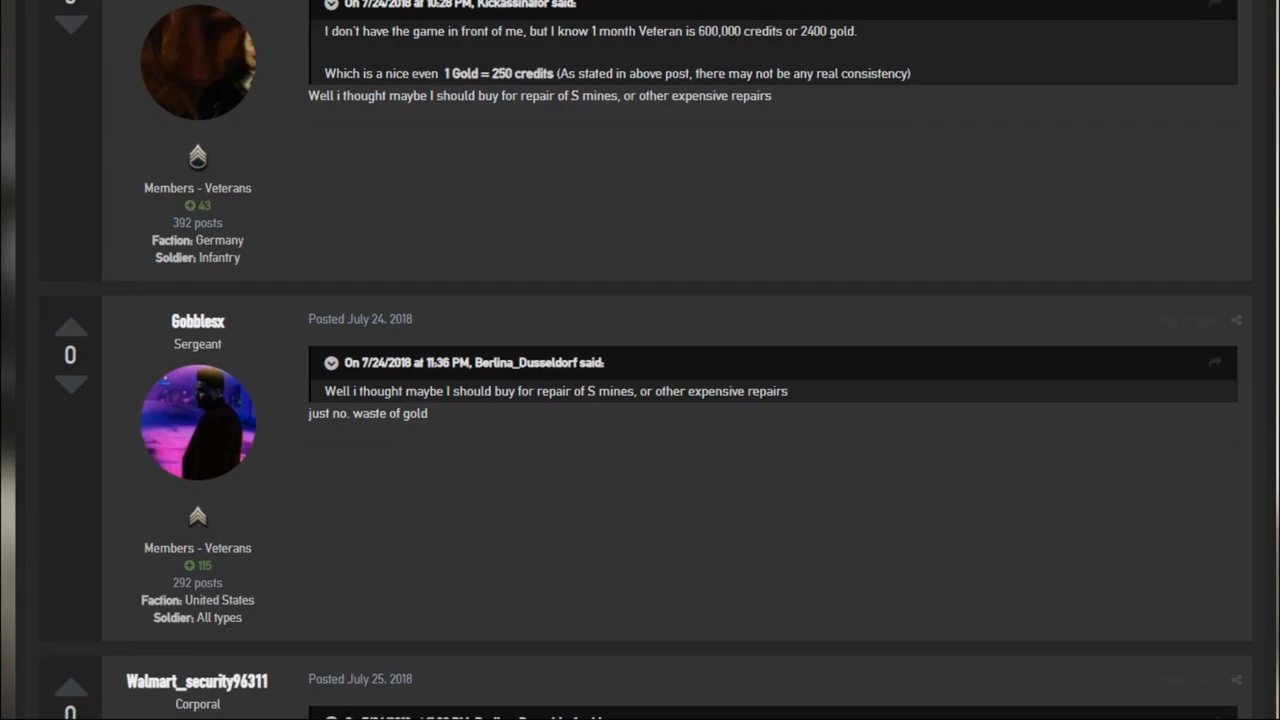 On 7/24/2018 at 10:28 PM, Kickassinator said:
I don't have the game in front of me, but I know 1 month Veteran is 600,000 credits or 2400 gold.
Which is a nice even 1 Gold = 250 credits (As stated in above post, there may not be any real consistency)
Well i thought maybe I should buy for repair of S mines, or other expensive repairs
Members - Veterans
43
392 posts
Faction: Germany
Soldier: Infantry
Gobblesx
Sergeant
0
Members - Veterans
115
292 posts
Faction: United States
Soldier: All types
Posted July 24, 2018
On 7/24/2018 at 11:36 PM, Berlina_Dusseldorf said:
Well i thought maybe I should buy for repair of S mines, or other expensive repairs
just no. waste of gold
Walmart_security96311
Corporal
0
Posted July 25, 2018